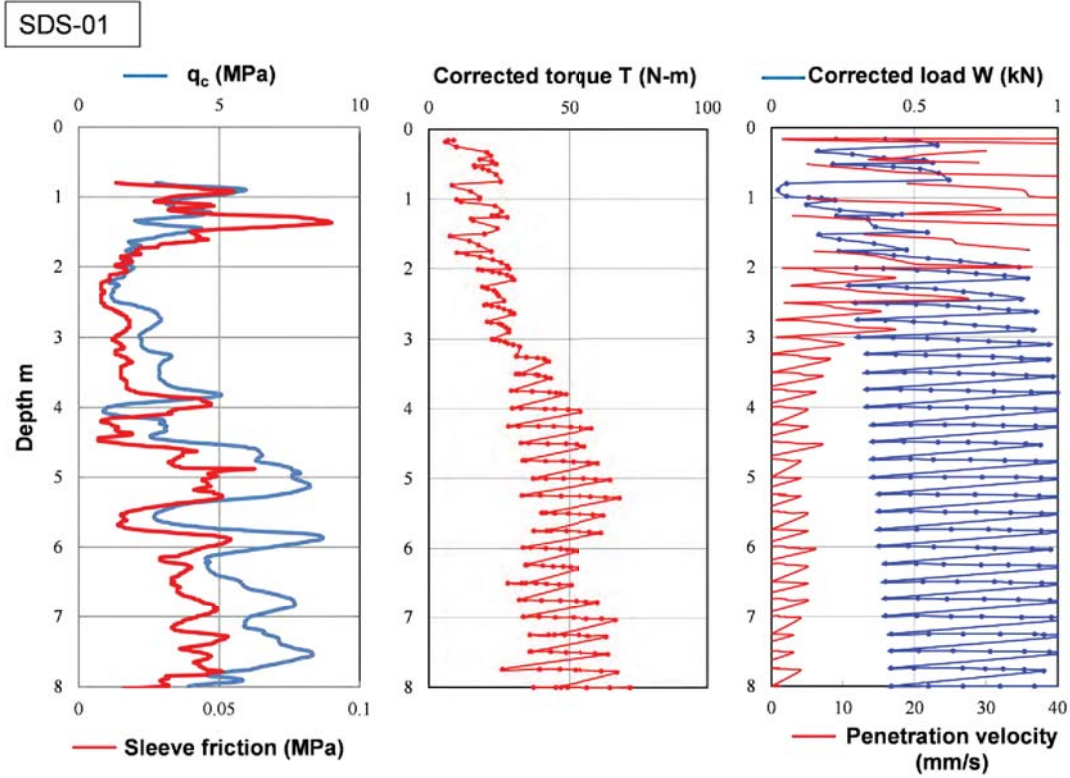 SDS-01
q_c (MPa)
0 5 10
Corrected torque T (N-m)
0 50 100
Corrected load W (kN)
0 0.5 1
Depth m
0
1
2
3
4
5
6
7
8
0
1
2
3
4
5
6
7
8
0
1
2
3
4
5
6
7
8
0 0.05 0.1
Sleeve friction (MPa)
0 10 20 30 40
Penetration velocity
(mm/s)